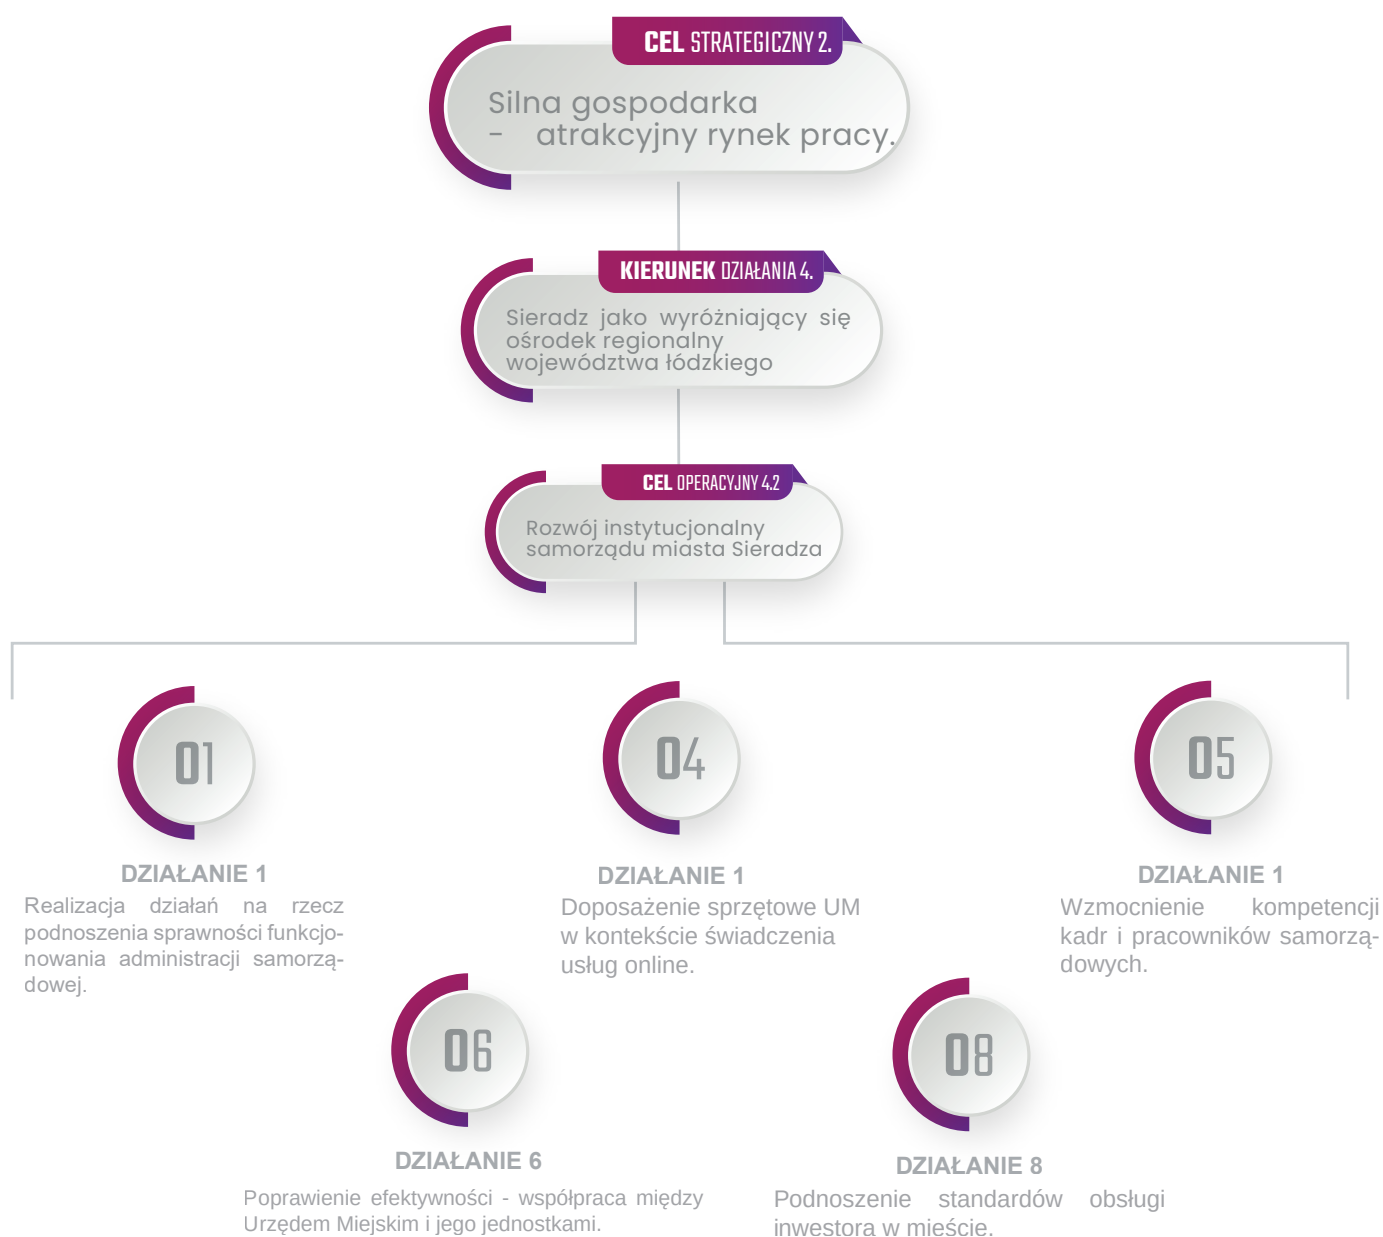 CEL STRATEGICZNY 2.
Silna gospodarka
- atrakcyjny rynek pracy.
KIERUNEK DZIAŁANIA 4.
Sieradz jako wyróżniający się
ośrodek regionalny
województwa łódzkiego
CEL OPERACYJNY 4.2
Rozwój instytucjonalny
samorządu miasta Sieradza
01
DZIAŁANIE 1
Realizacja działań na rzecz
podnoszenia sprawności funkcjo-
nowania administracji samorzą-
dowej.
04
DZIAŁANIE 1
Doposażenie sprzętowe UM
w kontekście świadczenia
usług online.
05
DZIAŁANIE 1
Wzmocnienie kompetencji
kadr i pracowników samorzą-
dowych.
06
DZIAŁANIE 6
Poprawienie efektywności - współpraca między
Urzędem Miejskim i jego jednostkami.
08
DZIAŁANIE 8
Podnoszenie standardów obsługi
inwestora w mieście.